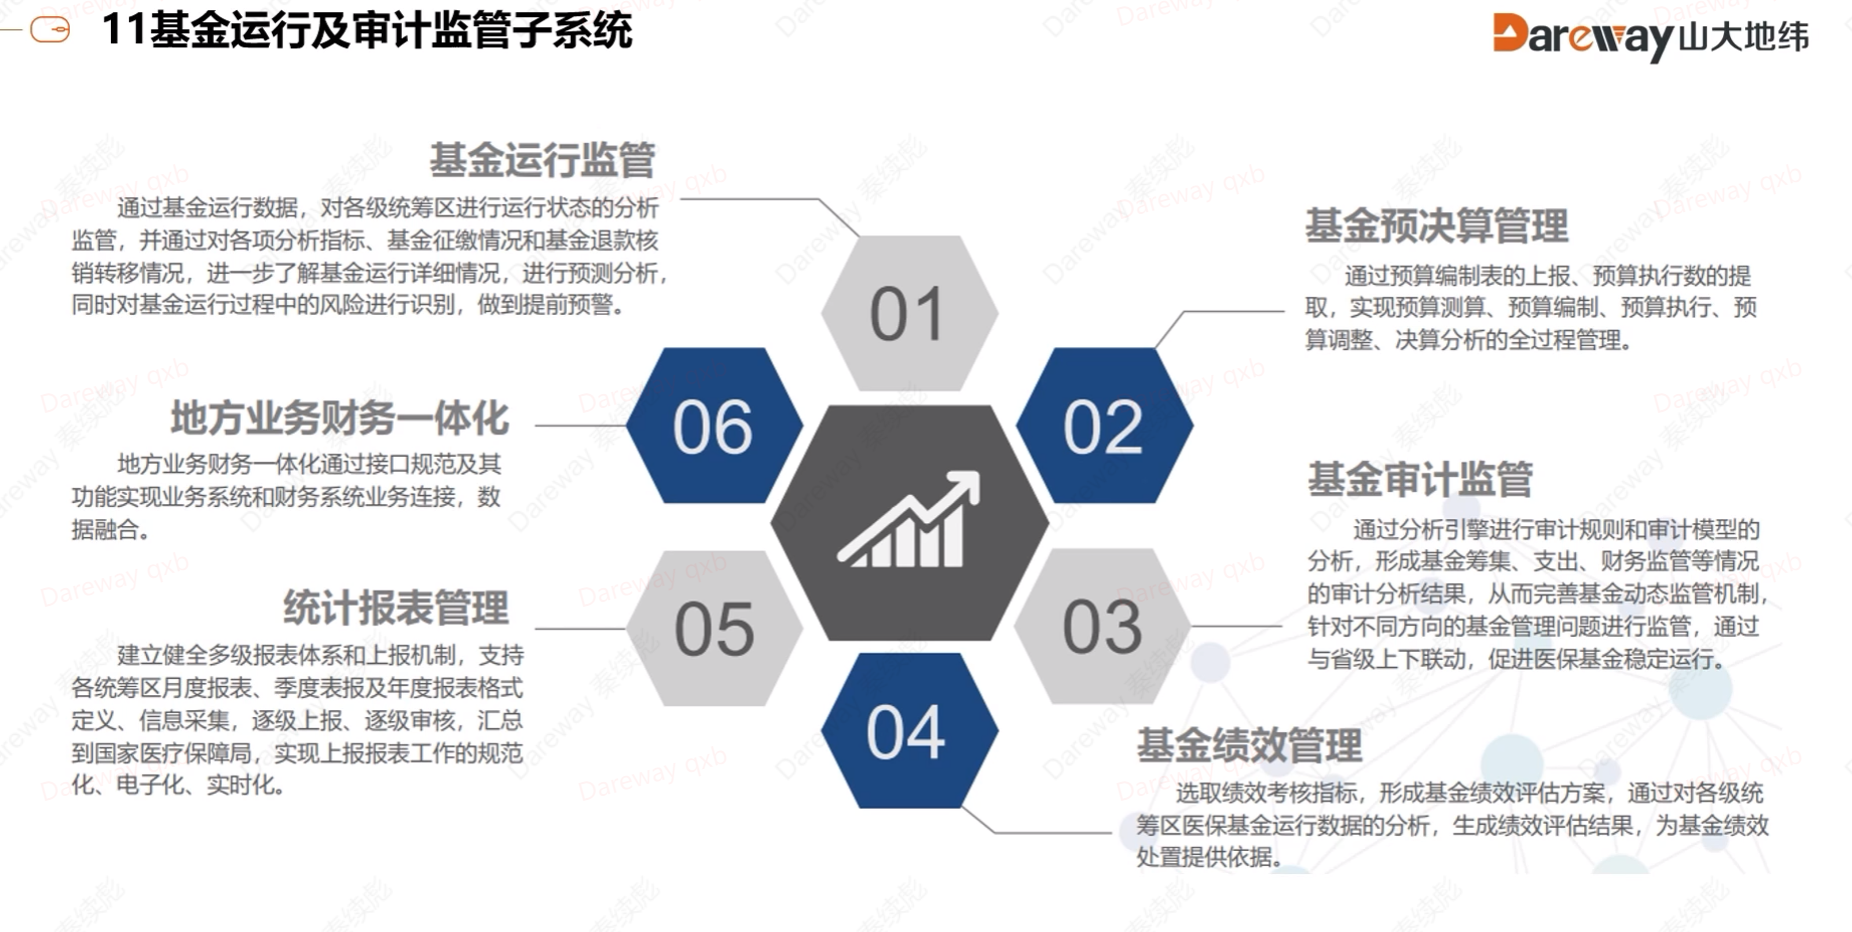 11基金运行及审计监管子系统
Dareway山大地纬
基金运行监管
通过基金运行数据，对各级统筹区进行运行状态的分析
监管，并通过对各项分析指标、基金征缴情况和基金退款核
销转移情况，进一步了解基金运行详细情况，进行预测分析，
同时对基金运行过程中的风险进行识别，做到提前预警。
01
基金预决算管理
通过预算编制表的上报、预算执行数的提
取，实现预算测算、预算编制、预算执行、预
算调整、决算分析的全过程管理。
02
地方业务财务一体化
地方业务财务一体化通过接口规范及其
功能实现业务系统和财务系统业务连接，数
据融合。
06
基金审计监管
通过分析引擎进行审计规则和审计模型的
分析，形成基金筹集、支出、财务监管等情况
的审计分析结果，从而完善基金动态监管机制，
针对不同方向的基金管理问题进行监管，通过
与省级上下联动，促进医保基金稳定运行。
03
统计报表管理
建立健全多级报表体系和上报机制，支持
各统筹区月度报表、季度表报及年度报表格式
定义、信息采集，逐级上报、逐级审核，汇总
到国家医疗保障局，实现上报报表工作的规范
化、电子化、实时化。
05
04
基金绩效管理
选取绩效考核指标，形成基金绩效评估方案，通过对各级统
筹区医保基金运行数据的分析，生成绩效评估结果，为基金绩效
处置提供依据。
Dareway qxb
Dareway 秦续彪